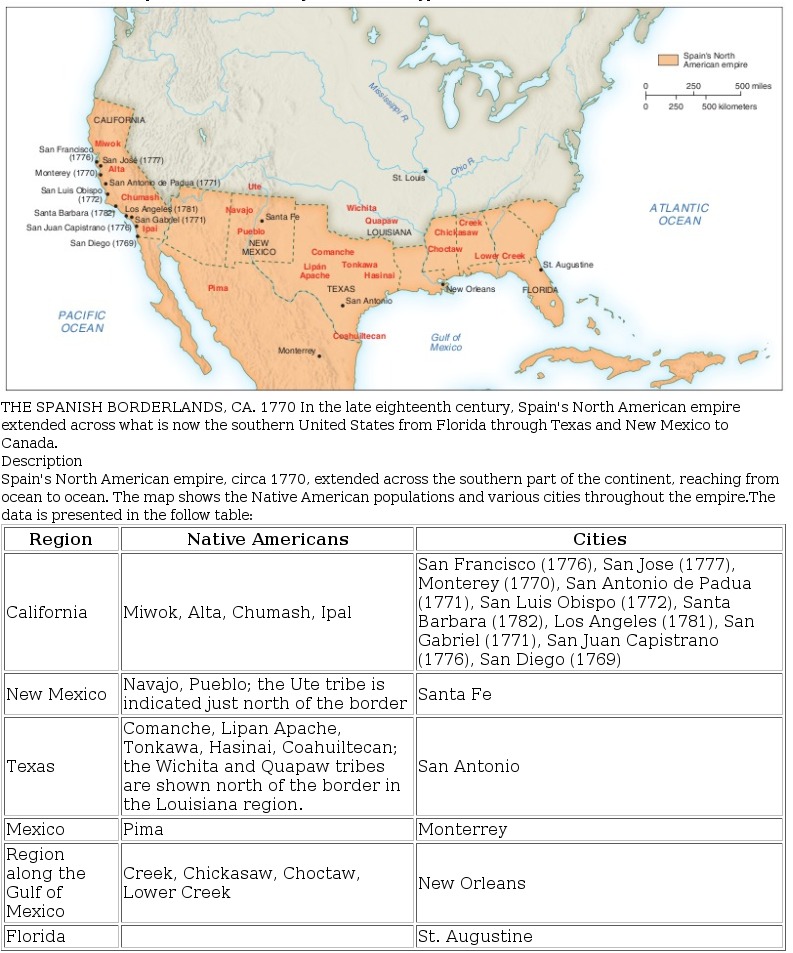 Spain's North
American empire
0 250 500 miles
0 250 500 kilometers
Mississippi R.
Ohio R.
St. Louis
CALIFORNIA
Miwok
San Francisco
(1776)
San José (1777)
Monterey (1770)
Alta
San Antonio de Padua (1771)
San Luis Obispo
(1772)
Chumash
Santa Barbara (1782)
Los Angeles (1781)
San Gabriel (1771)
San Juan Capistrano (1776)
Ipai
San Diego (1769)
Ute
Navajo
Santa Fe
Pueblo
NEW
MEXICO
Wichita
Quapaw
LOUISIANA
Creek
Chickasaw
Choctaw
Lower Creek
Comanche
Lipán
Apache
Tonkawa
Hasinai
TEXAS
San Antonio
Pima
Coahuiltecan
Monterrey
New Orleans
FLORIDA
St. Augustine
ATLANTIC
OCEAN
PACIFIC
OCEAN
Gulf of
Mexico
THE SPANISH BORDERLANDS, CA. 1770 In the late eighteenth century, Spain's North American empire
extended across what is now the southern United States from Florida through Texas and New Mexico to
Canada.
Description
Spain's North American empire, circa 1770, extended across the southern part of the continent, reaching from
ocean to ocean. The map shows the Native American populations and various cities throughout the empire.The
data is presented in the follow table:
Region Native Americans Cities
California Miwok, Alta, Chumash, Ipal San Francisco (1776), San Jose (1777),
Monterey (1770), San Antonio de Padua
(1771), San Luis Obispo (1772), Santa
Barbara (1782), Los Angeles (1781), San
Gabriel (1771), San Juan Capistrano
(1776), San Diego (1769)
New Mexico Navajo, Pueblo; the Ute tribe is
indicated just north of the border Santa Fe
Texas Comanche, Lipan Apache,
Tonkawa, Hasinai, Coahuiltecan;
the Wichita and Quapaw tribes
are shown north of the border in
the Louisiana region. San Antonio
Mexico Pima Monterrey
Region
along the
Gulf of
Mexico Creek, Chickasaw, Choctaw,
Lower Creek New Orleans
Florida St. Augustine